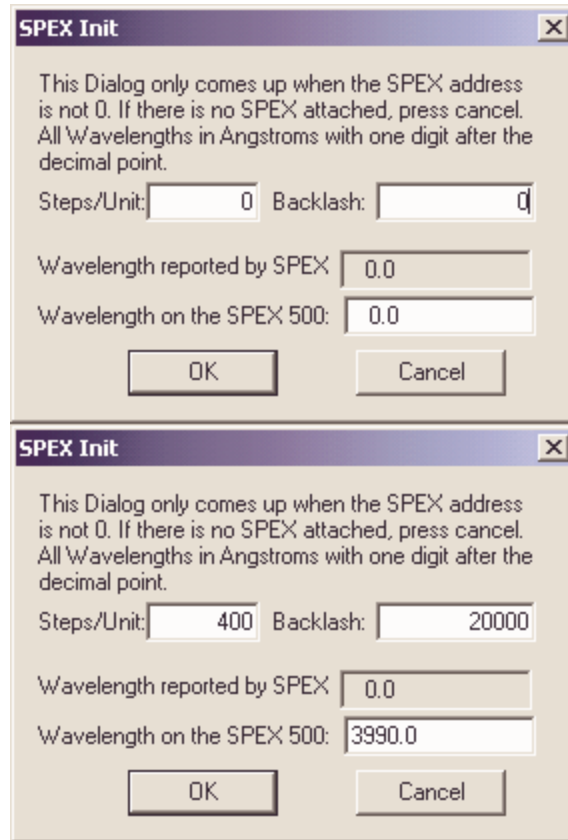 SPEX Init
This Dialog only comes up when the SPEX address
is not 0. If there is no SPEX attached, press cancel.
All Wavelengths in Angstroms with one digit after the
decimal point.
Steps/Unit: 0 Backlash: 0
Wavelength reported by SPEX 0.0
Wavelength on the SPEX 500: 0.0
OK Cancel
SPEX Init
This Dialog only comes up when the SPEX address
is not 0. If there is no SPEX attached, press cancel.
All Wavelengths in Angstroms with one digit after the
decimal point.
Steps/Unit: 400 Backlash: 20000
Wavelength reported by SPEX 0.0
Wavelength on the SPEX 500: 3990.0
OK Cancel